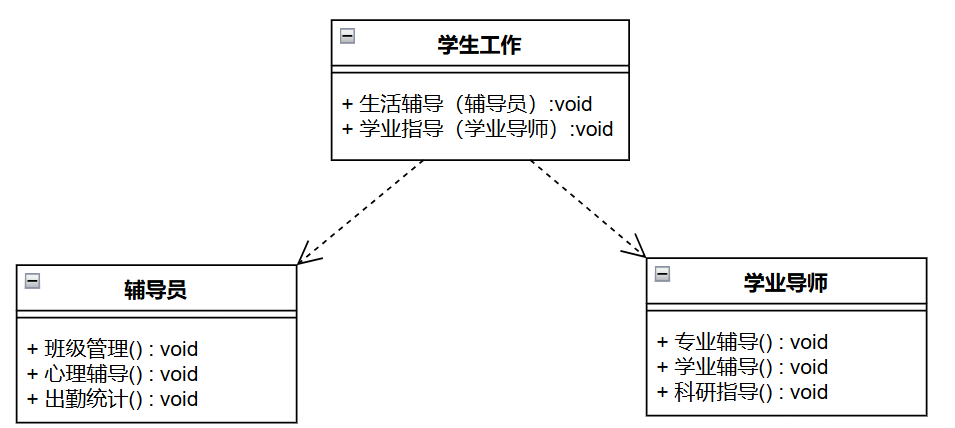 学生工作
+ 生活辅导（辅导员）:void
+ 学业指导（学业导师）:void
辅导员
+ 班级管理() : void
+ 心理辅导() : void
+ 出勤统计() : void
学业导师
+ 专业辅导() : void
+ 学业辅导() : void
+ 科研指导() : void